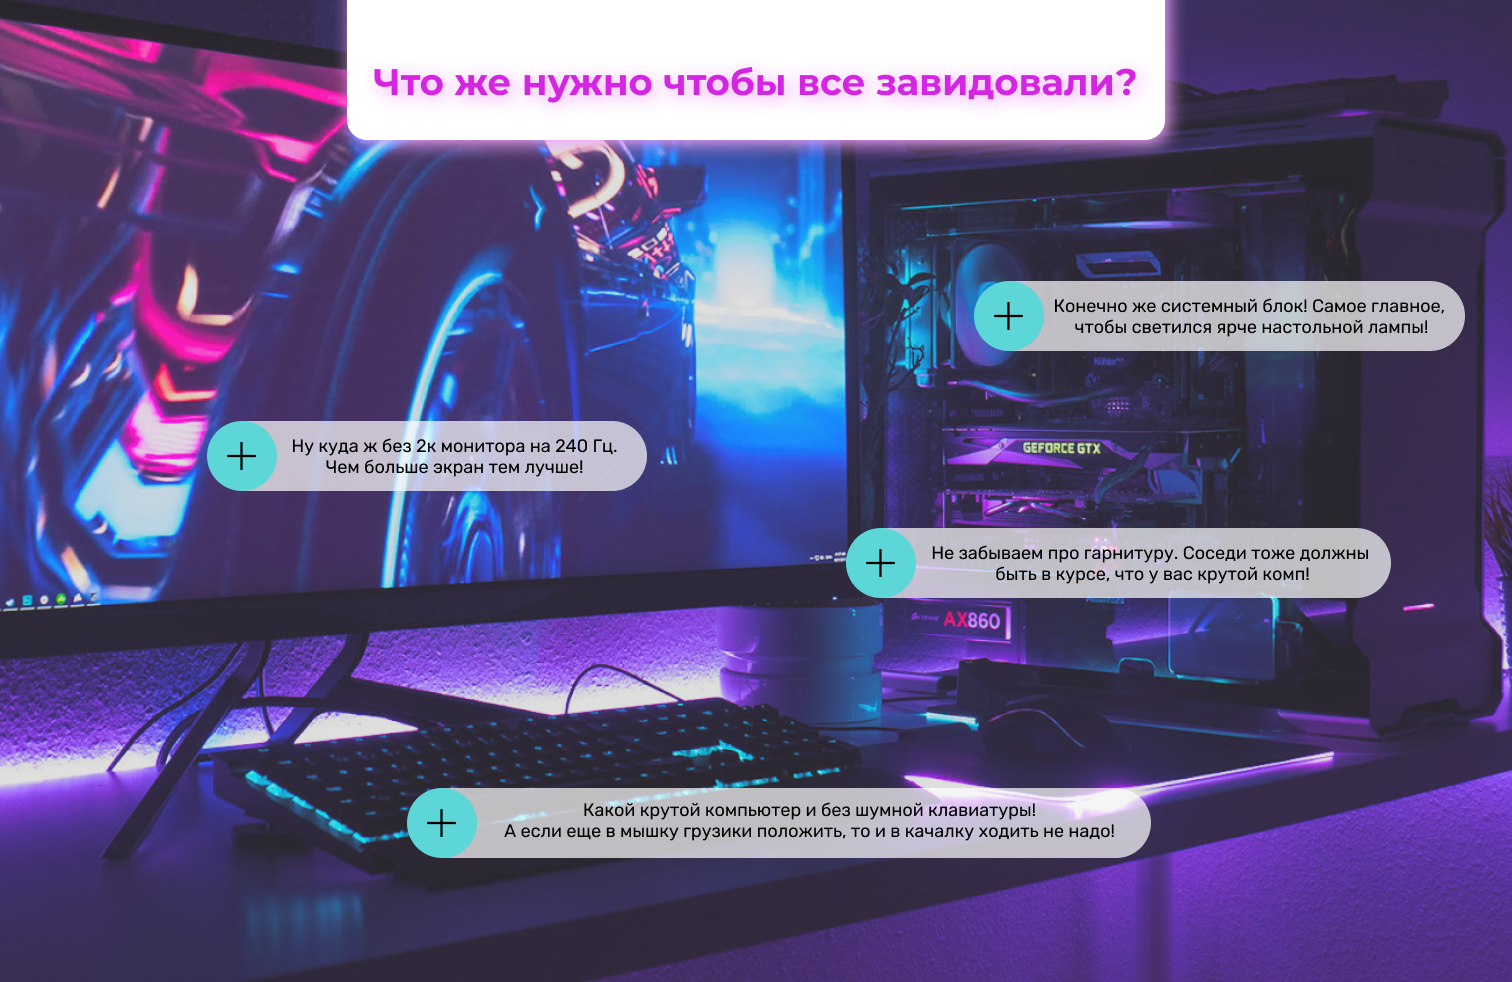 Что же нужно чтобы все завидовали?
Конечно же системный блок! Самое главное,
чтобы светился ярче настольной лампы!
Ну куда ж без 2к монитора на 240 Гц.
Чем больше экран тем лучше!
GEFORCE GTX
Не забываем про гарнитуру. Соседи тоже должны
быть в курсе, что у вас крутой комп!
AX860
Какой крутой компьютер и без шумной клавиатуры!
А если еще в мышку грузики положить, то и в качалку ходить не надо!